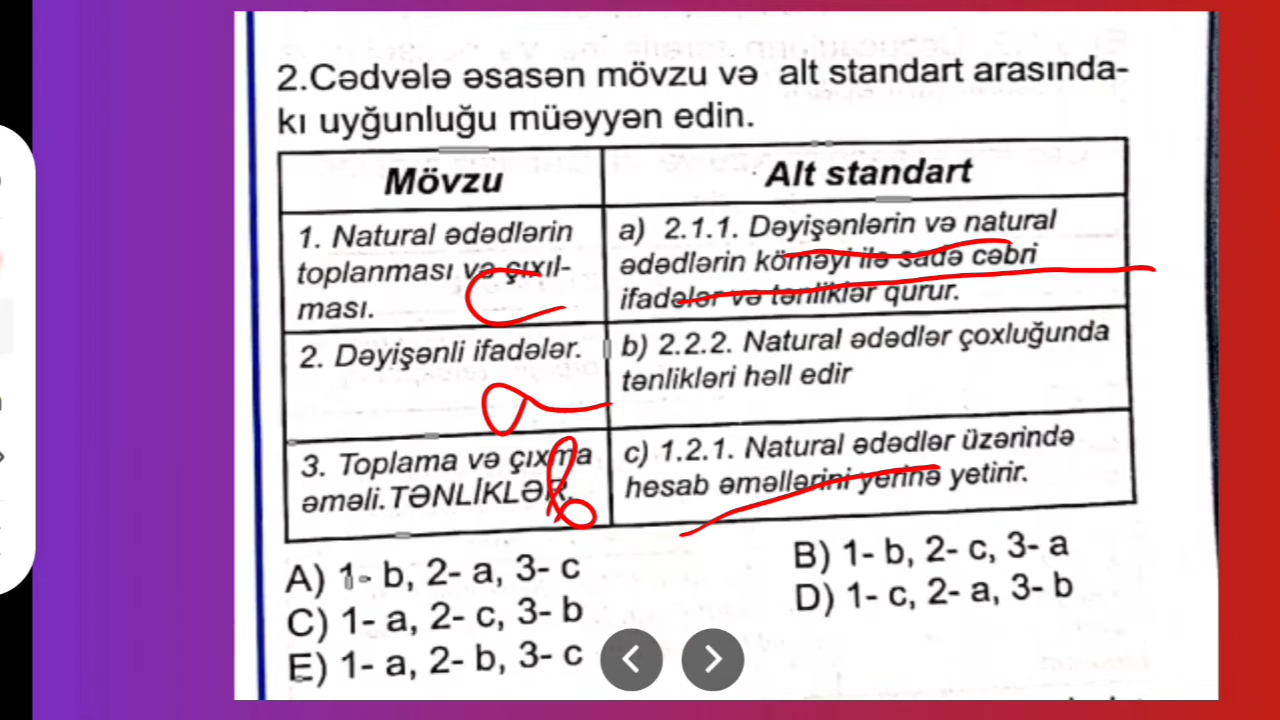 2.Cədvələ əsasən mövzu və alt standart arasında-
kı uyğunluğu müəyyən edin.
Mövzu
Alt standart
1. Natural ədədlərin
toplanması və çıxıl-
ması.
c
a) 2.1.1. Dəyişənlərin və natural
ədədlərin köməyi ilə sadə cəbri
ifadələr və tənliklər qurur.
2. Dəyişənli ifadələr.
a
b) 2.2.2. Natural ədədlər çoxluğunda
tənlikləri həll edir
3. Toplama və çıxma
əməli. TƏNLİKLƏR.
b
c) 1.2.1. Natural ədədlər üzərində
hesab əməllərini yerinə yetirir.
A) 1- b, 2- a, 3- c
B) 1- b, 2- c, 3- a
C) 1- a, 2- c, 3- b
D) 1- c, 2- a, 3- b
E) 1- a, 2- b, 3- c